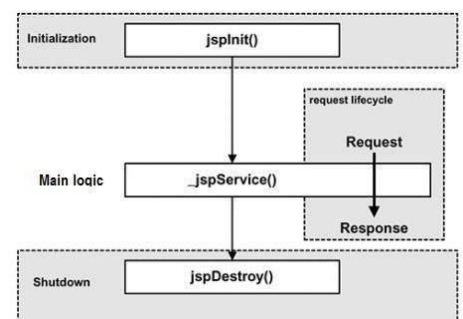 Initialization
jspInit()
request lifecycle
Request
Main logic
_jspService()
Response
Shutdown
jspDestroy()